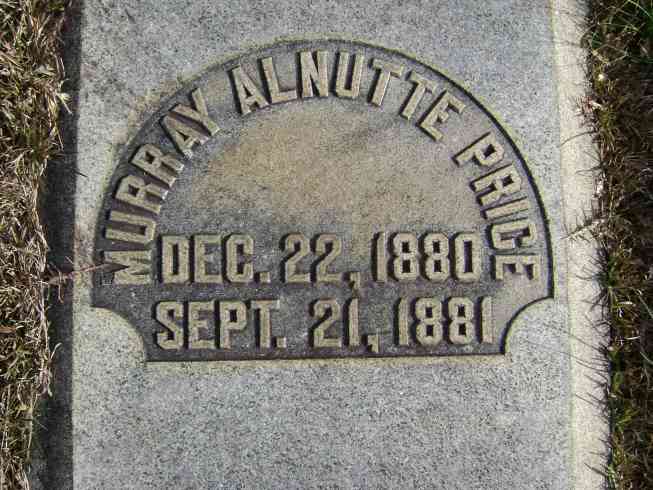 MURRAY ALNUTTE PRICE
DEC. 22, 1880
SEPT. 21, 1881